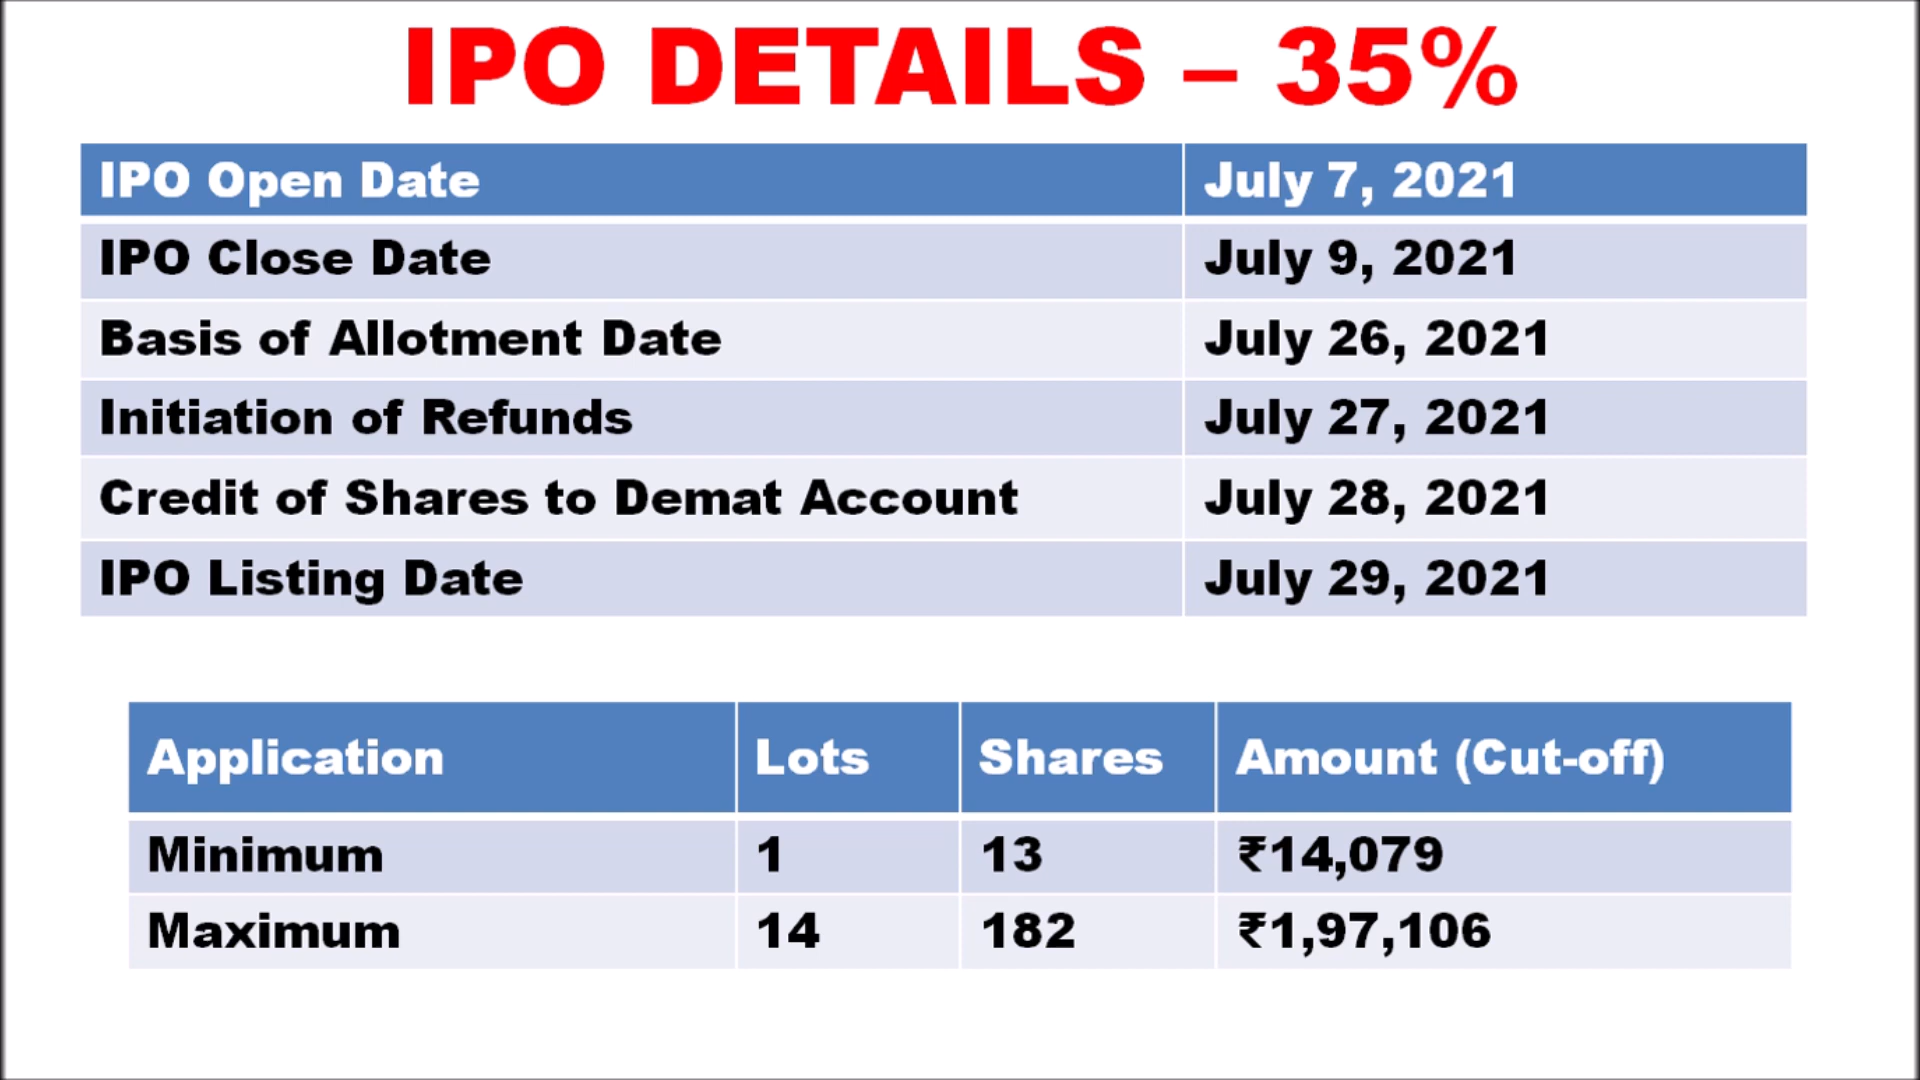 IPO DETAILS – 35%
IPO Open Date July 7, 2021
IPO Close Date July 9, 2021
Basis of Allotment Date July 26, 2021
Initiation of Refunds July 27, 2021
Credit of Shares to Demat Account July 28, 2021
IPO Listing Date July 29, 2021
Application Lots Shares Amount (Cut-off)
Minimum 1 13 ₹14,079
Maximum 14 182 ₹1,97,106